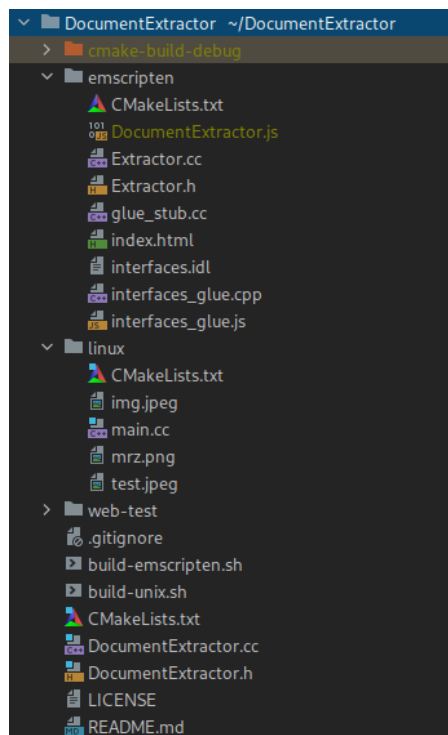 DocumentExtractor ~/DocumentExtractor
cmake-build-debug
emscripten
CMakeLists.txt
DocumentExtractor.js
Extractor.cc
Extractor.h
glue_stub.cc
index.html
interfaces.idl
interfaces_glue.cpp
interfaces_glue.js
linux
CMakeLists.txt
img.jpeg
main.cc
mrz.png
test.jpeg
web-test
.gitignore
build-emscripten.sh
build-unix.sh
CMakeLists.txt
DocumentExtractor.cc
DocumentExtractor.h
LICENSE
README.md